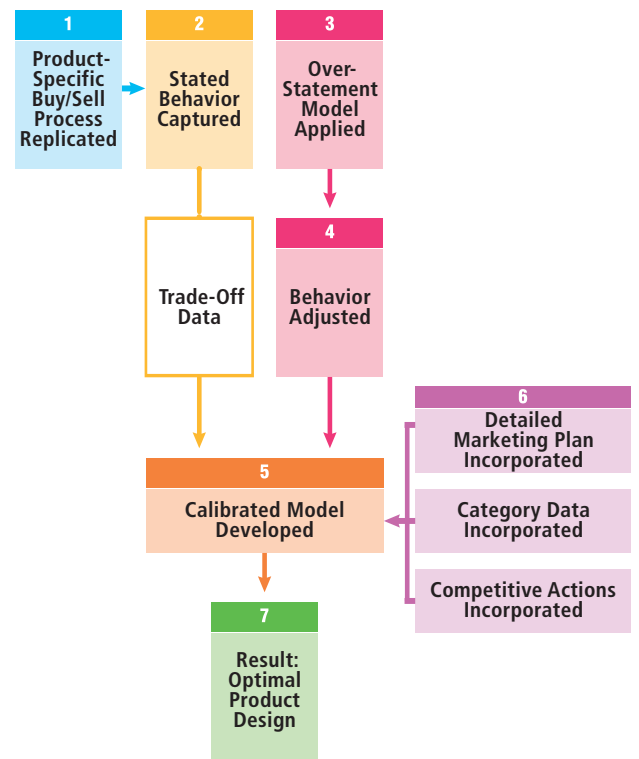 1
Product-
Specific
Buy/Sell
Process
Replicated
2
Stated
Behavior
Captured
3
Over-
Statement
Model
Applied
Trade-Off
Data
4
Behavior
Adjusted
5
Calibrated Model
Developed
6
Detailed
Marketing Plan
Incorporated
Category Data
Incorporated
Competitive Actions
Incorporated
7
Result:
Optimal
Product
Design